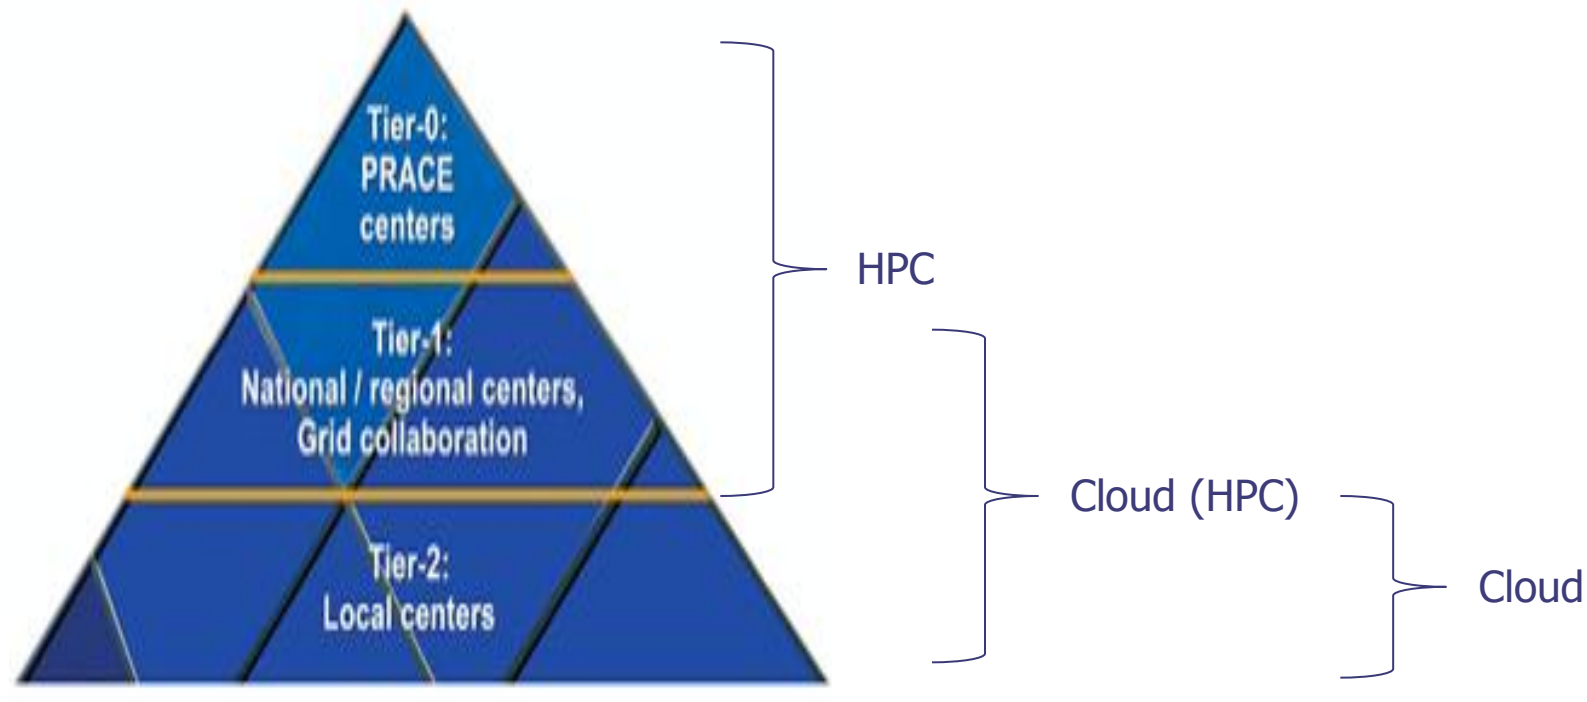 Tier-0:
PRACE
centers
Tier-1:
National / regional centers,
Grid collaboration
Tier-2:
Local centers
HPC
Cloud (HPC)
Cloud